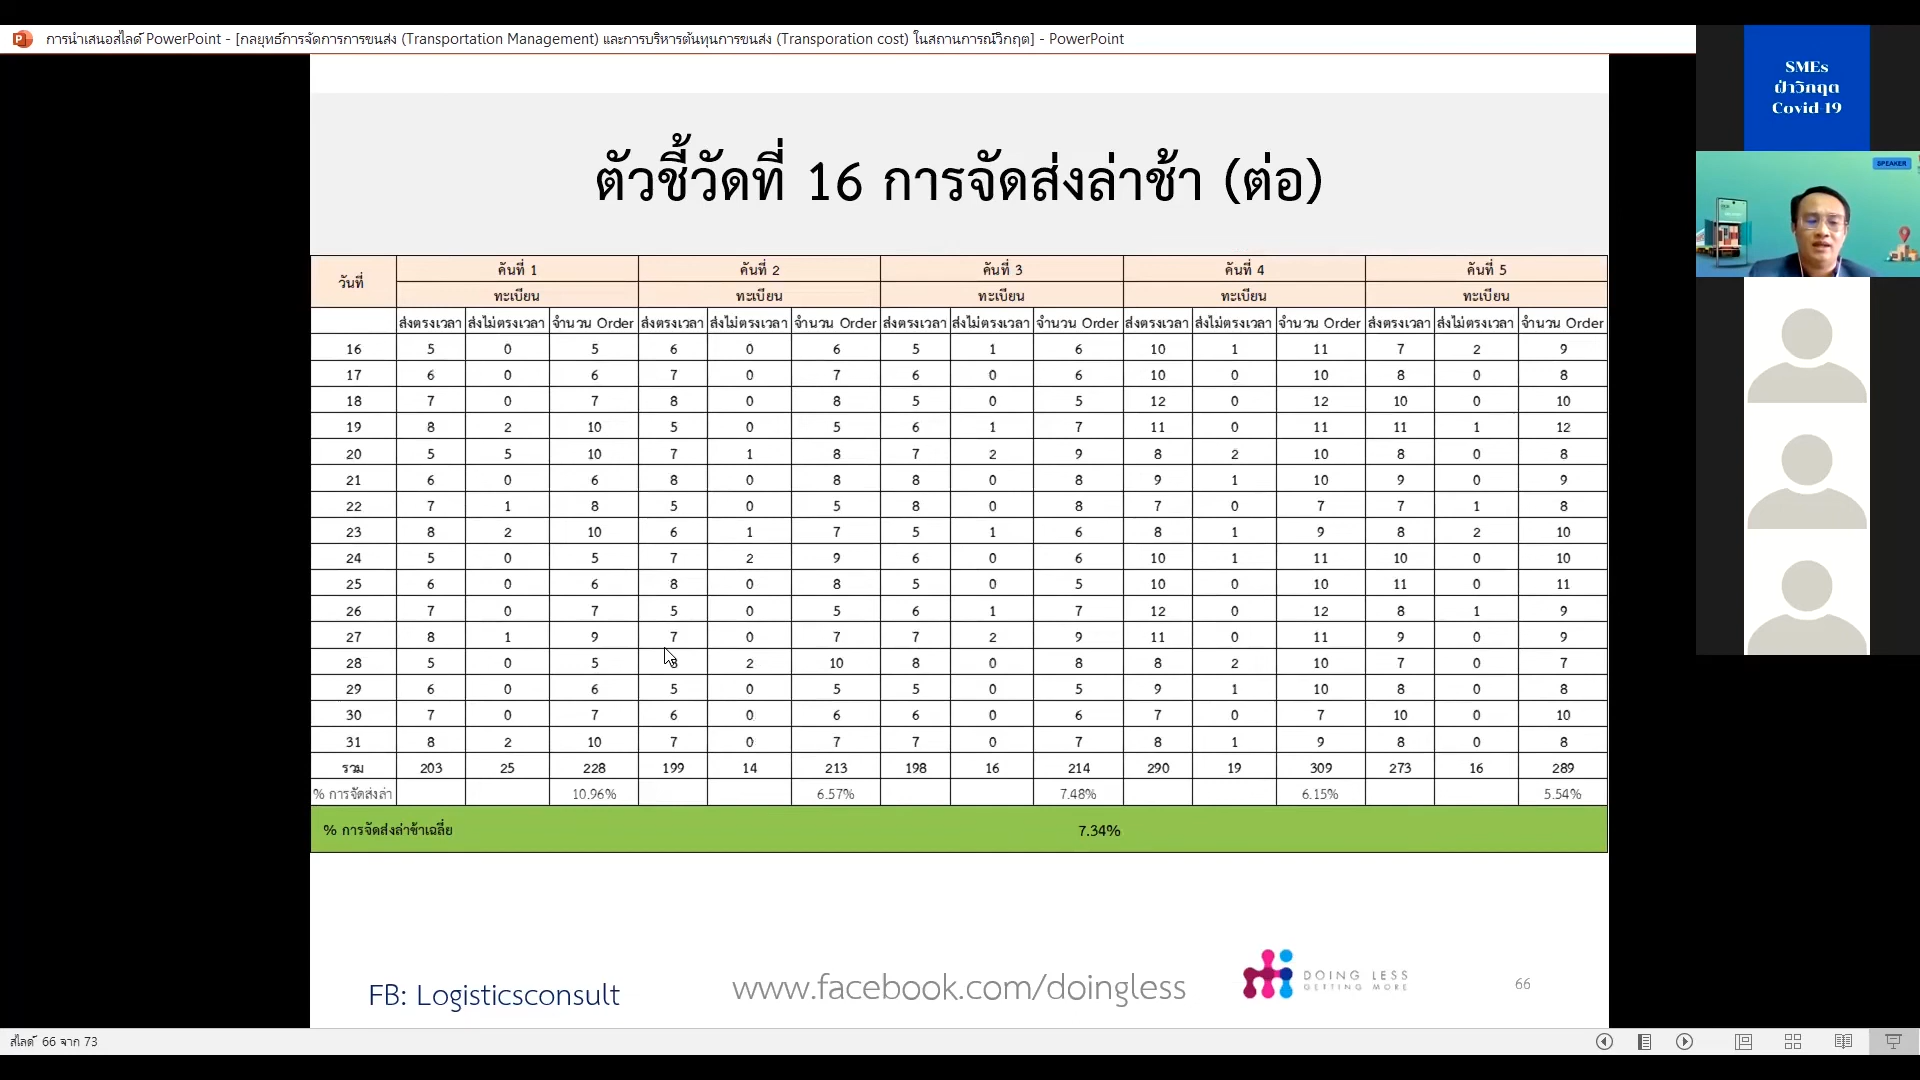 การนำเสนอสไลด์ PowerPoint - [กลยุทธ์การจัดการการขนส่ง (Transportation Management) และการบริหารต้นทุนการขนส่ง (Transporation cost) ในสถานการณ์วิกฤต] - PowerPoint
SMEs
ฝ่าวิกฤต
Covid-19
SPEAKER
ตัวชี้วัดที่ 16 การจัดส่งล่าช้า (ต่อ)
วันที่ คันที่ 1 คันที่ 2 คันที่ 3 คันที่ 4 คันที่ 5
ทะเบียน ทะเบียน ทะเบียน ทะเบียน ทะเบียน
ส่งตรงเวลา ส่งไม่ตรงเวลา จำนวน Order ส่งตรงเวลา ส่งไม่ตรงเวลา จำนวน Order ส่งตรงเวลา ส่งไม่ตรงเวลา จำนวน Order ส่งตรงเวลา ส่งไม่ตรงเวลา จำนวน Order ส่งตรงเวลา ส่งไม่ตรงเวลา จำนวน Order
16 5 0 5 6 0 6 5 1 6 10 1 11 7 2 9
17 6 0 6 7 0 7 6 0 6 10 0 10 8 0 8
18 7 0 7 8 0 8 5 0 5 12 0 12 10 0 10
19 8 2 10 5 0 5 6 1 7 11 0 11 11 1 12
20 5 5 10 7 1 8 7 2 9 8 2 10 8 0 8
21 6 0 6 8 0 8 8 0 8 9 1 10 9 0 9
22 7 1 8 5 0 5 8 0 8 7 0 7 7 1 8
23 8 2 10 6 1 7 5 1 6 8 1 9 8 2 10
24 5 0 5 7 2 9 6 0 6 10 1 11 10 0 10
25 6 0 6 8 0 8 5 0 5 10 0 10 11 0 11
26 7 0 7 5 0 5 6 1 7 12 0 12 8 1 9
27 8 1 9 7 0 7 7 2 9 11 0 11 9 0 9
28 5 0 5 8 2 10 8 0 8 8 2 10 7 0 7
29 6 0 6 5 0 5 5 0 5 9 1 10 8 0 8
30 7 0 7 6 0 6 6 0 6 7 0 7 10 0 10
31 8 2 10 7 0 7 7 0 7 8 1 9 8 0 8
รวม 203 25 228 199 14 213 198 16 214 290 19 309 273 16 289
% การจัดส่งล่า 10.96% 6.57% 7.48% 6.15% 5.54%
% การจัดส่งล่าช้าเฉลี่ย 7.34%
FB: Logisticsconsult
www.facebook.com/doingless
DOING LESS
GETTING MORE
66
สไลด์ 66 จาก 73